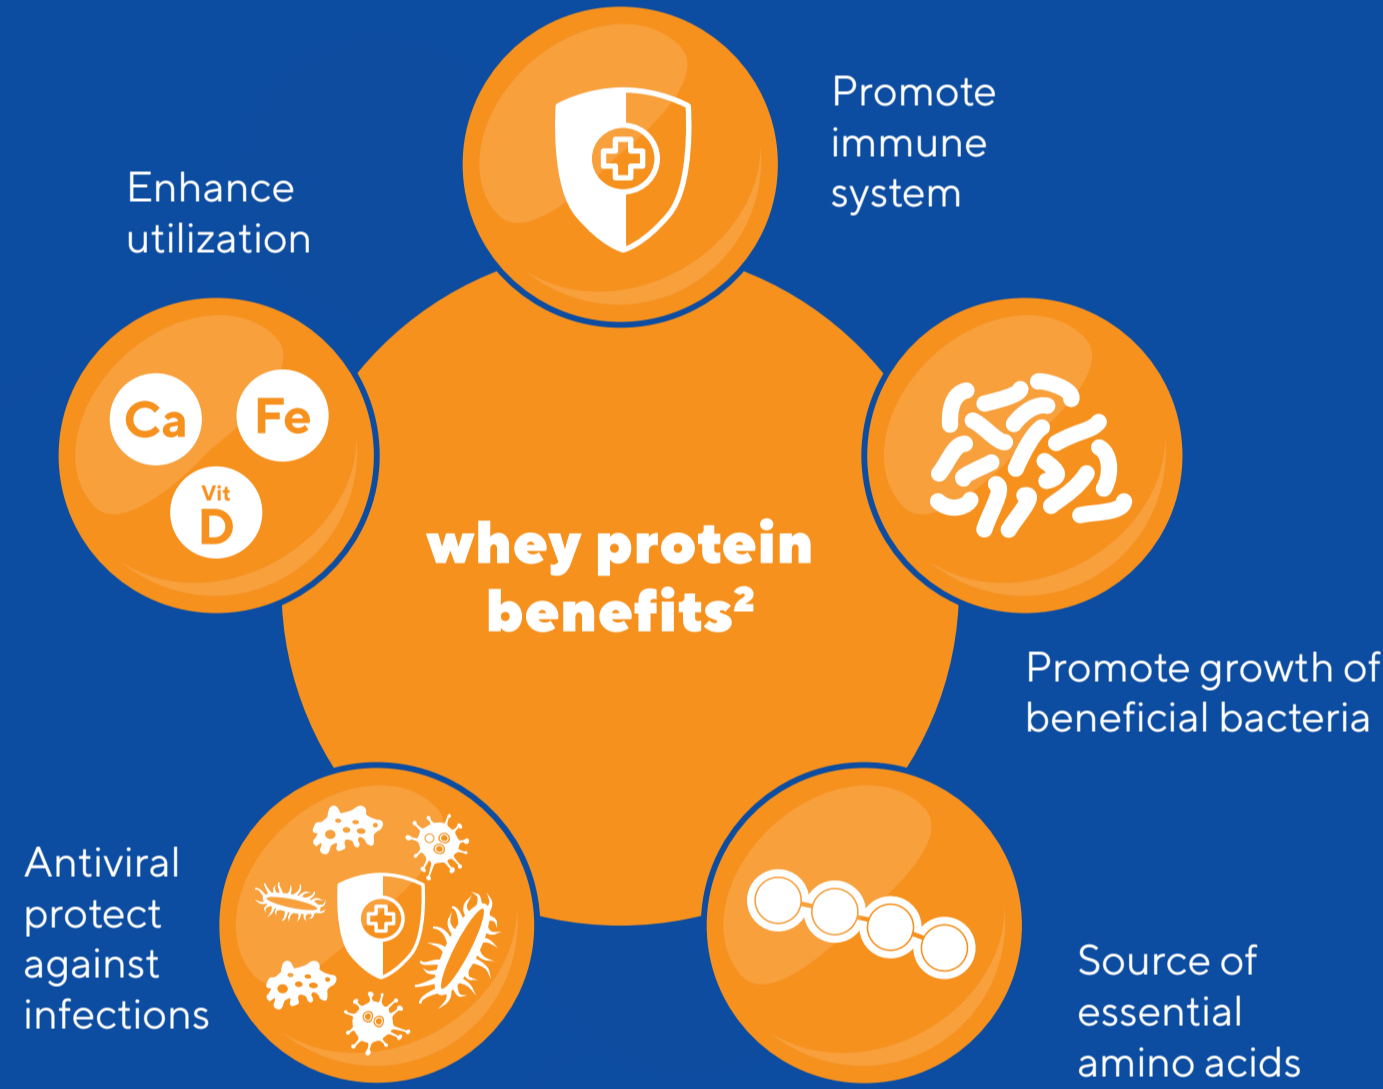 Promote
immune
system
Enhance
utilization
Ca
Fe
Vit
D
whey protein
benefits²
Promote growth of
beneficial bacteria
Antiviral
protect
against
infections
Source of
essential
amino acids